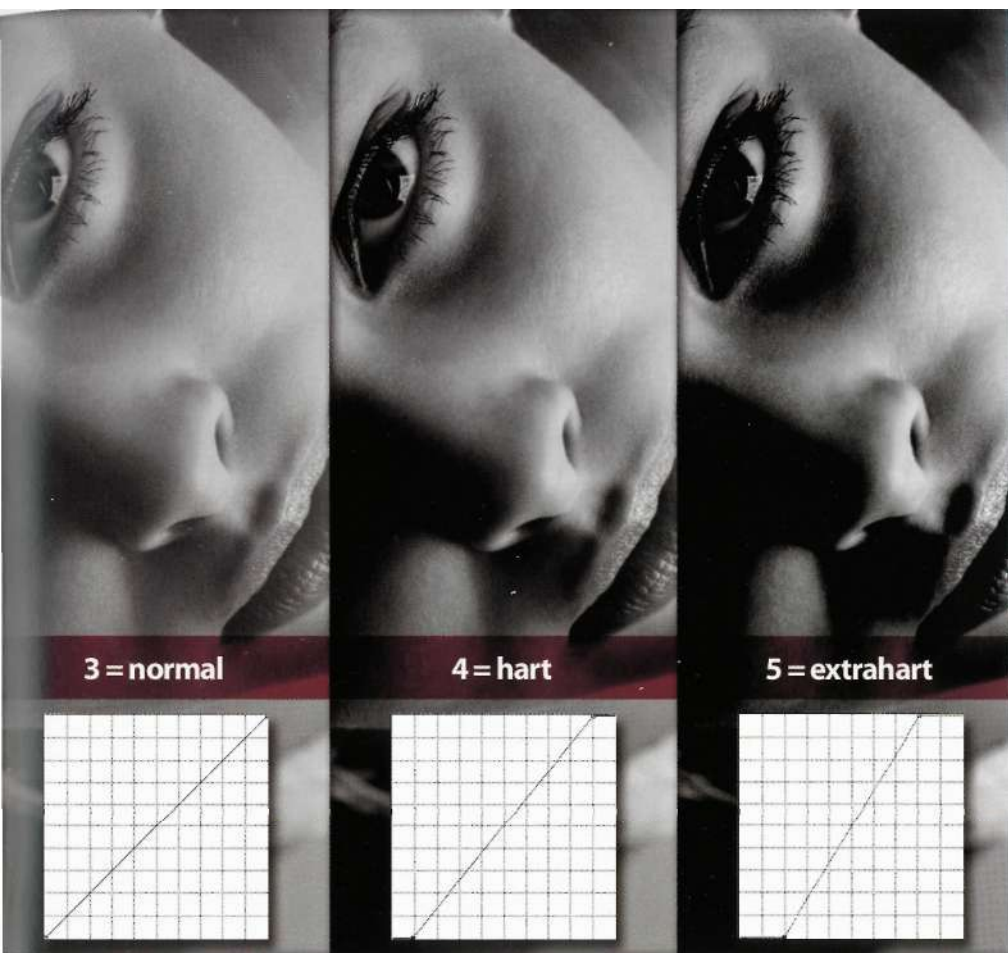 3 = normal
4 = hart
5 = extrahart